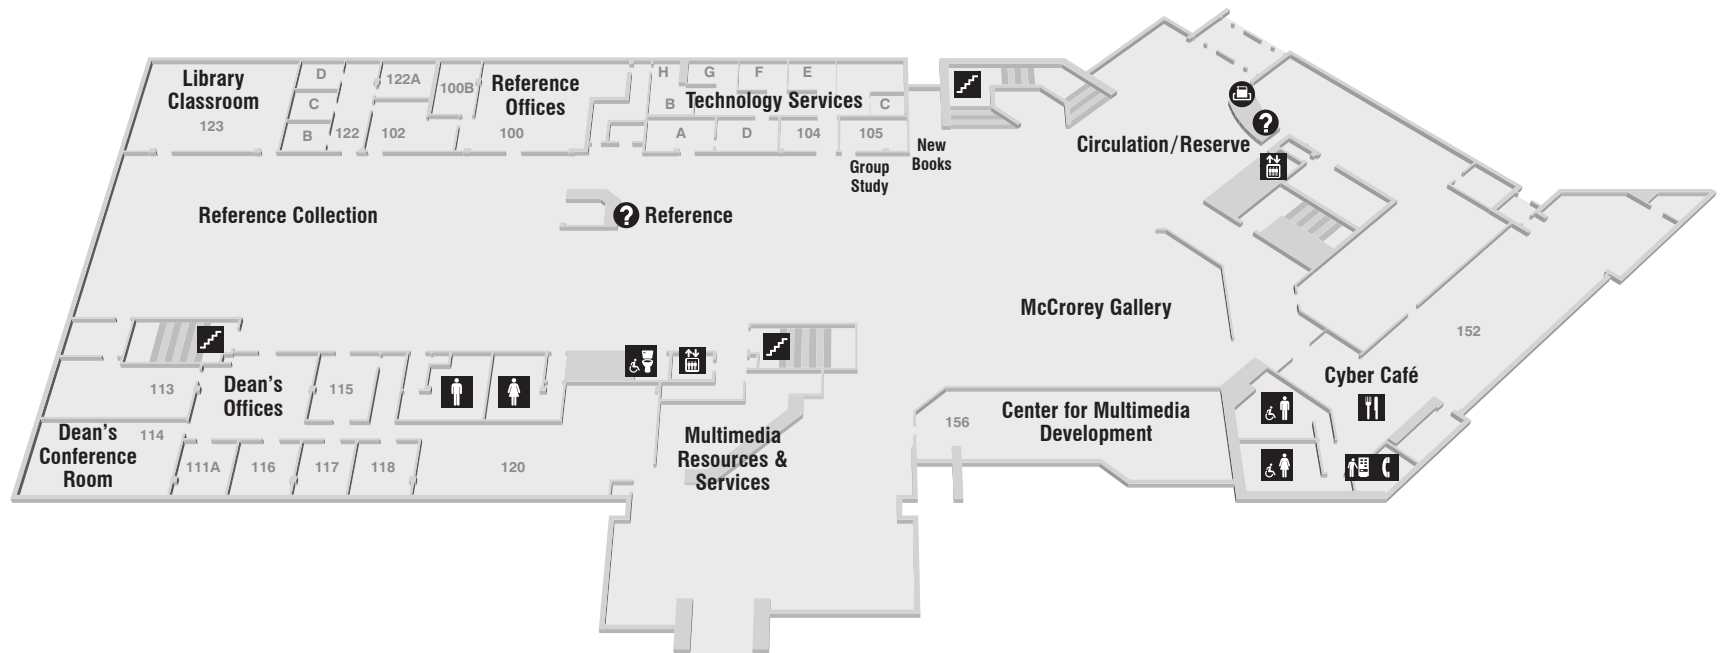 Library
Classroom
123
D
C
B
122
122A
102
100B
Reference
Offices
100
H
G
F
E
B
Technology Services
C
A
D
104
105
Group
Study
New
Books
Circulation/Reserve
?
?
Reference
Reference Collection
McCrorey Gallery
152
113
Dean's
Offices
115
114
Dean's
Conference
Room
111A
116
117
118
120
Multimedia
Resources &
Services
156
Center for Multimedia
Development
Cyber Café